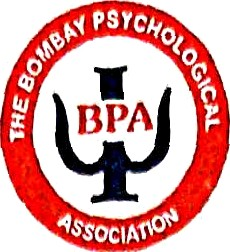 THE BOMBAY PSYCHOLOGICAL
ASSOCIATION
BPA